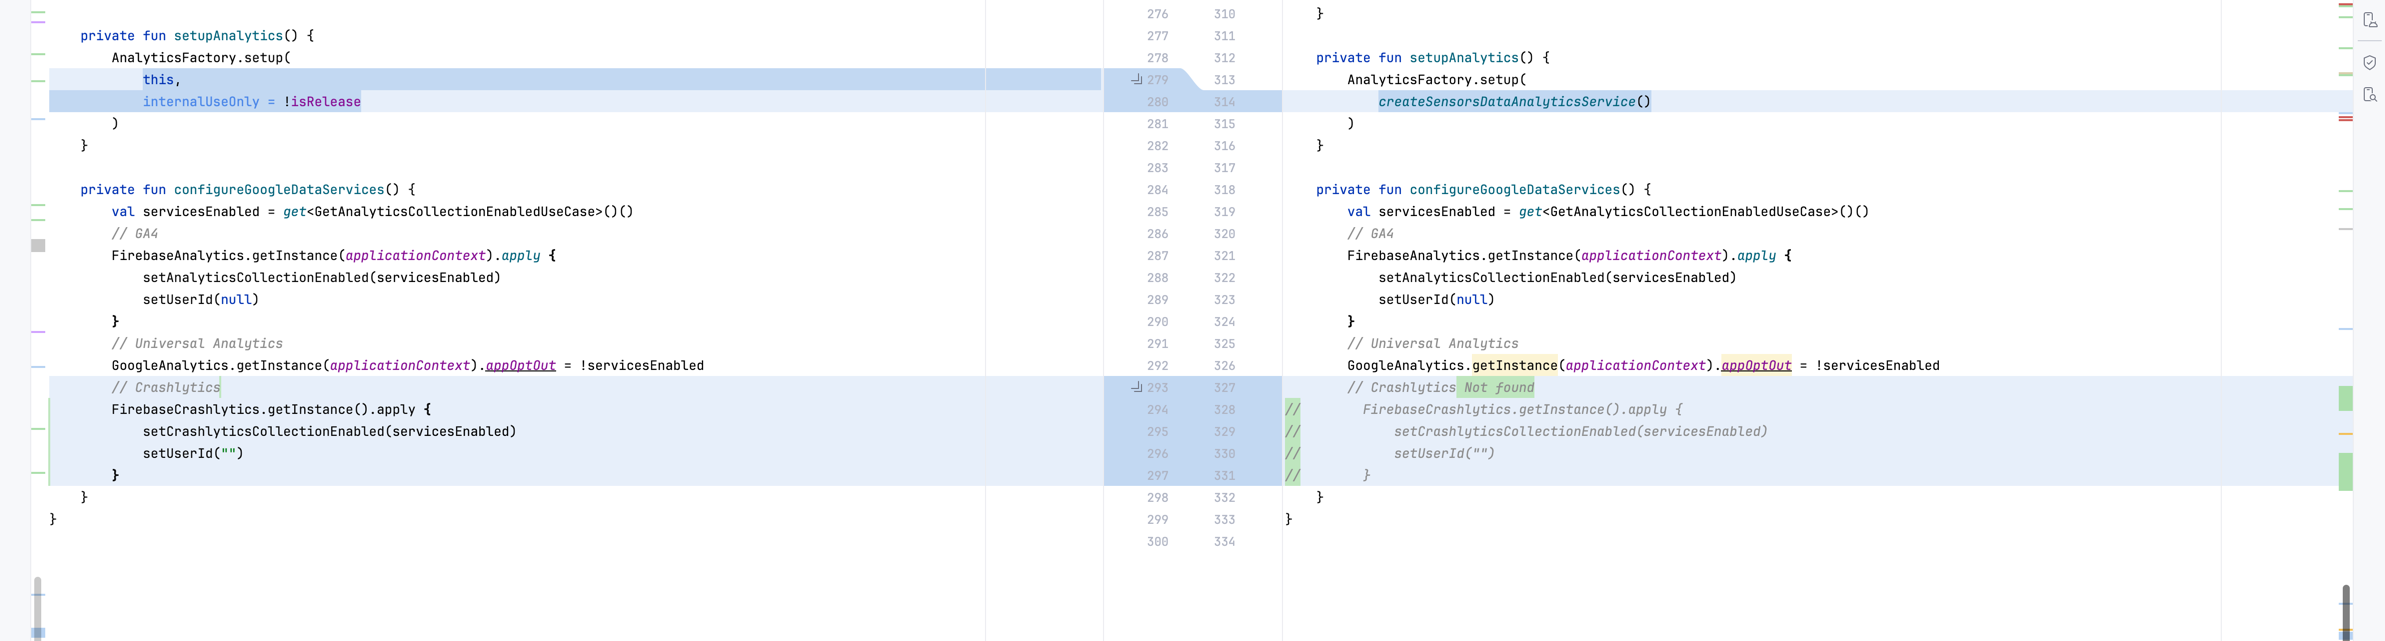 private fun setupAnalytics() {
AnalyticsFactory.setup(
this,
internalUseOnly = !isRelease
)
}
private fun configureGoogleDataServices() {
val servicesEnabled = get<GetAnalyticsCollectionEnabledUseCase>()()
// GA4
FirebaseAnalytics.getInstance(applicationContext).apply {
setAnalyticsCollectionEnabled(servicesEnabled)
setUserId(null)
}
// Universal Analytics
GoogleAnalytics.getInstance(applicationContext).appOptOut = !servicesEnabled
// Crashlytics
FirebaseCrashlytics.getInstance().apply {
setCrashlyticsCollectionEnabled(servicesEnabled)
setUserId("")
}
}
}
276 310
277 311
278 312
279 313
280 314
281 315
282 316
283 317
284 318
285 319
286 320
287 321
288 322
289 323
290 324
291 325
292 326
293 327
294 328
295 329
296 330
297 331
298 332
299 333
300 334
}
private fun setupAnalytics() {
AnalyticsFactory.setup(
createSensorsDataAnalyticsService()
)
}
private fun configureGoogleDataServices() {
val servicesEnabled = get<GetAnalyticsCollectionEnabledUseCase>()()
// GA4
FirebaseAnalytics.getInstance(applicationContext).apply {
setAnalyticsCollectionEnabled(servicesEnabled)
setUserId(null)
}
// Universal Analytics
GoogleAnalytics.getInstance(applicationContext).appOptOut = !servicesEnabled
// Crashlytics Not found
// FirebaseCrashlytics.getInstance().apply {
// setCrashlyticsCollectionEnabled(servicesEnabled)
// setUserId("")
// }
}
}